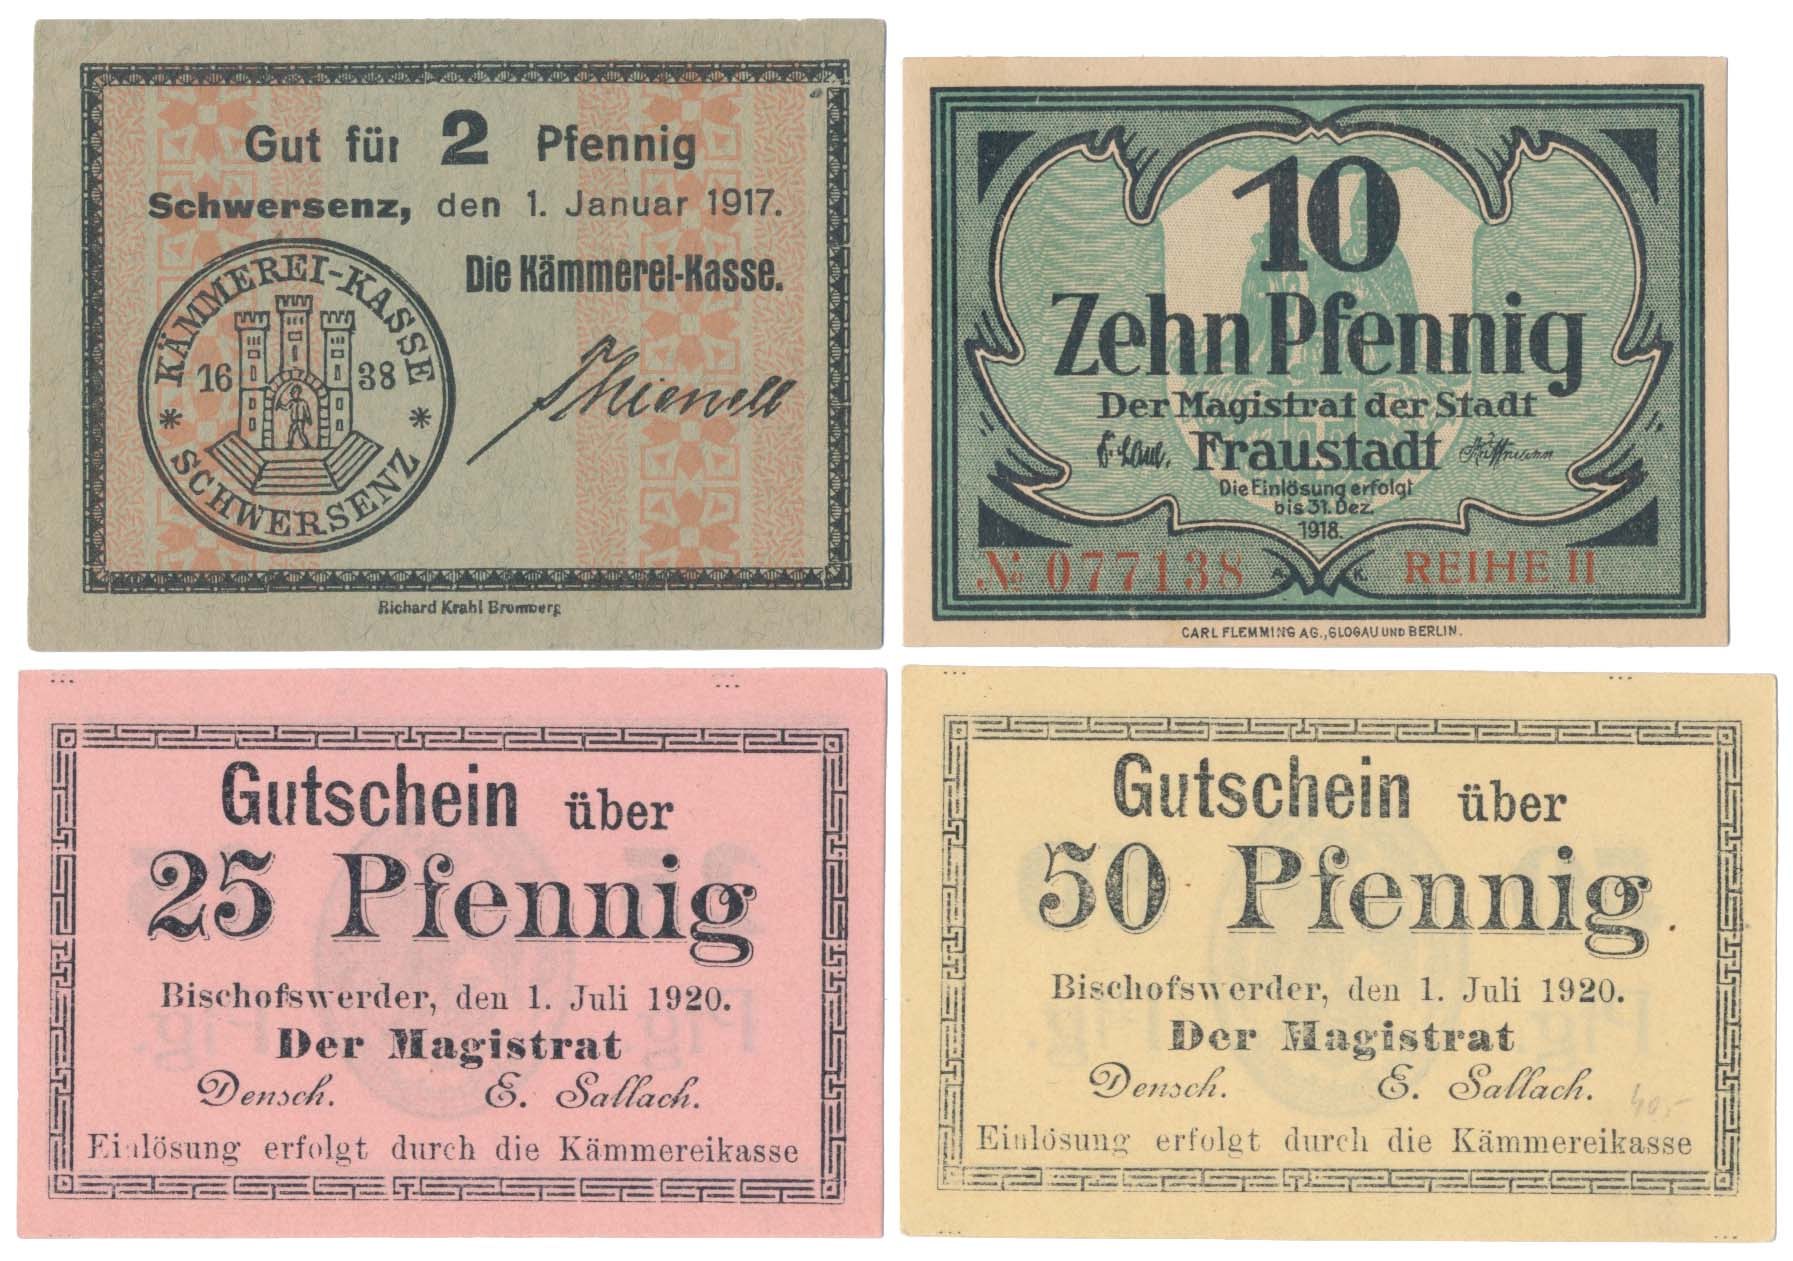 Gut für 2 Pfennig
Schwersenz, den 1. Januar 1917.
Die Kämmerei-Kasse.
KÄMMEREI-KASSE
16 38
* SCHWERSENZ *
Thienell
Richard Krahl Bromberg
10
Zehn Pfennig
Der Magistrat der Stadt
Fraustadt
Die Einlösung erfolgt
bis 31. Dez.
1918.
№ 077138 A. K. REIHE II
CARL FLEMMING AG., GLOGAU UND BERLIN.
Gutschein über
25 Pfennig
Bischofswerder, den 1. Juli 1920.
Der Magistrat
Densch. E. Sallach.
Einlösung erfolgt durch die Kämmereikasse
Gutschein über
50 Pfennig
Bischofswerder, den 1. Juli 1920.
Der Magistrat
Densch. E. Sallach.
40,-
Einlösung erfolgt durch die Kämmereikasse